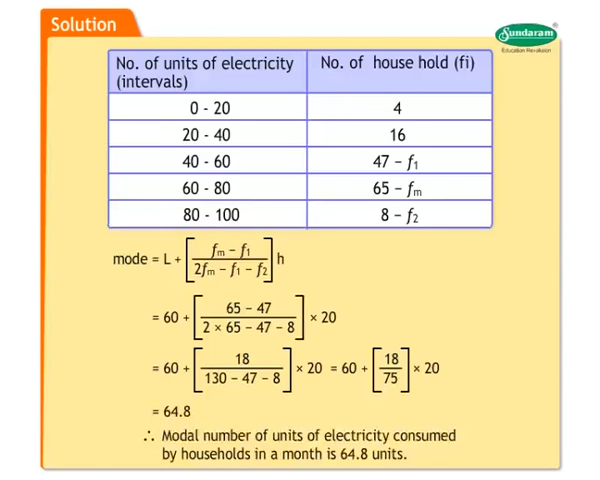 Solution
Sundaram
Education Revolution
No. of units of electricity (intervals) No. of house hold (fi)
0 - 20 4
20 - 40 16
40 - 60 47 – f₁
60 - 80 65 – fm
80 - 100 8 – f₂
mode = L + [ fm – f₁ / 2fm – f₁ – f₂ ] h
= 60 + [ 65 – 47 / 2 × 65 – 47 – 8 ] × 20
= 60 + [ 18 / 130 – 47 – 8 ] × 20 = 60 + [ 18 / 75 ] × 20
= 64.8
∴ Modal number of units of electricity consumed
by households in a month is 64.8 units.